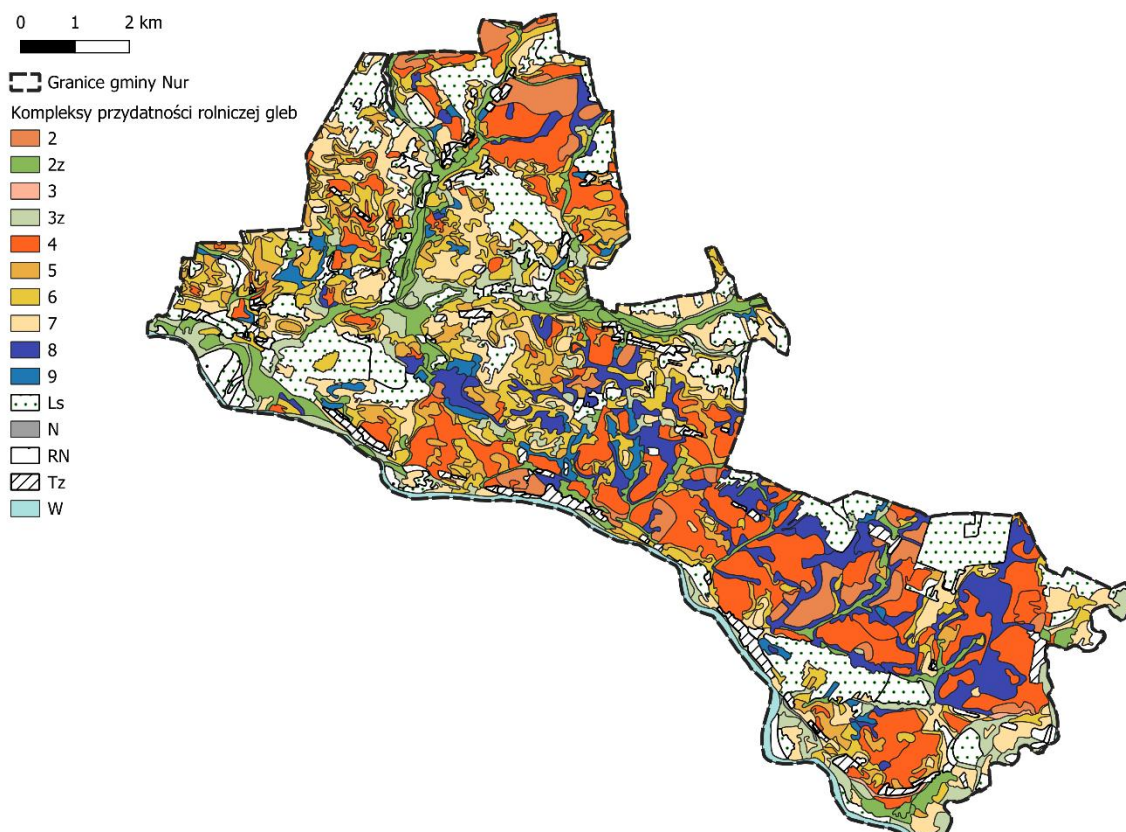 0 1 2 km
Granice gminy Nur
Kompleksy przydatności rolniczej gleb
2
2z
3
3z
4
5
6
7
8
9
Ls
N
RN
Tz
W